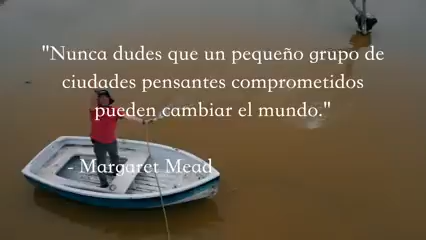 "Nunca dudes que un pequeño grupo de
ciudades pensantes comprometidos
pueden cambiar el mundo."
- Margaret Mead